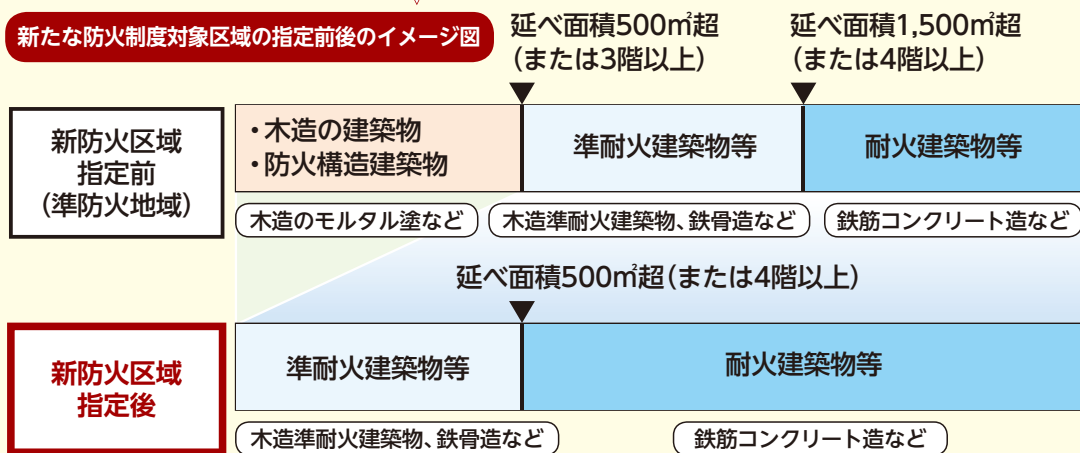 新たな防火制度対象区域の指定前後のイメージ図
延べ面積500㎡超
(または3階以上)
延べ面積1,500㎡超
(または4階以上)
新防火区域
指定前
(準防火地域)
・木造の建築物
・防火構造建築物
準耐火建築物等
耐火建築物等
木造のモルタル塗など
木造準耐火建築物、鉄骨造など
鉄筋コンクリート造など
延べ面積500㎡超(または4階以上)
新防火区域
指定後
準耐火建築物等
耐火建築物等
木造準耐火建築物、鉄骨造など
鉄筋コンクリート造など